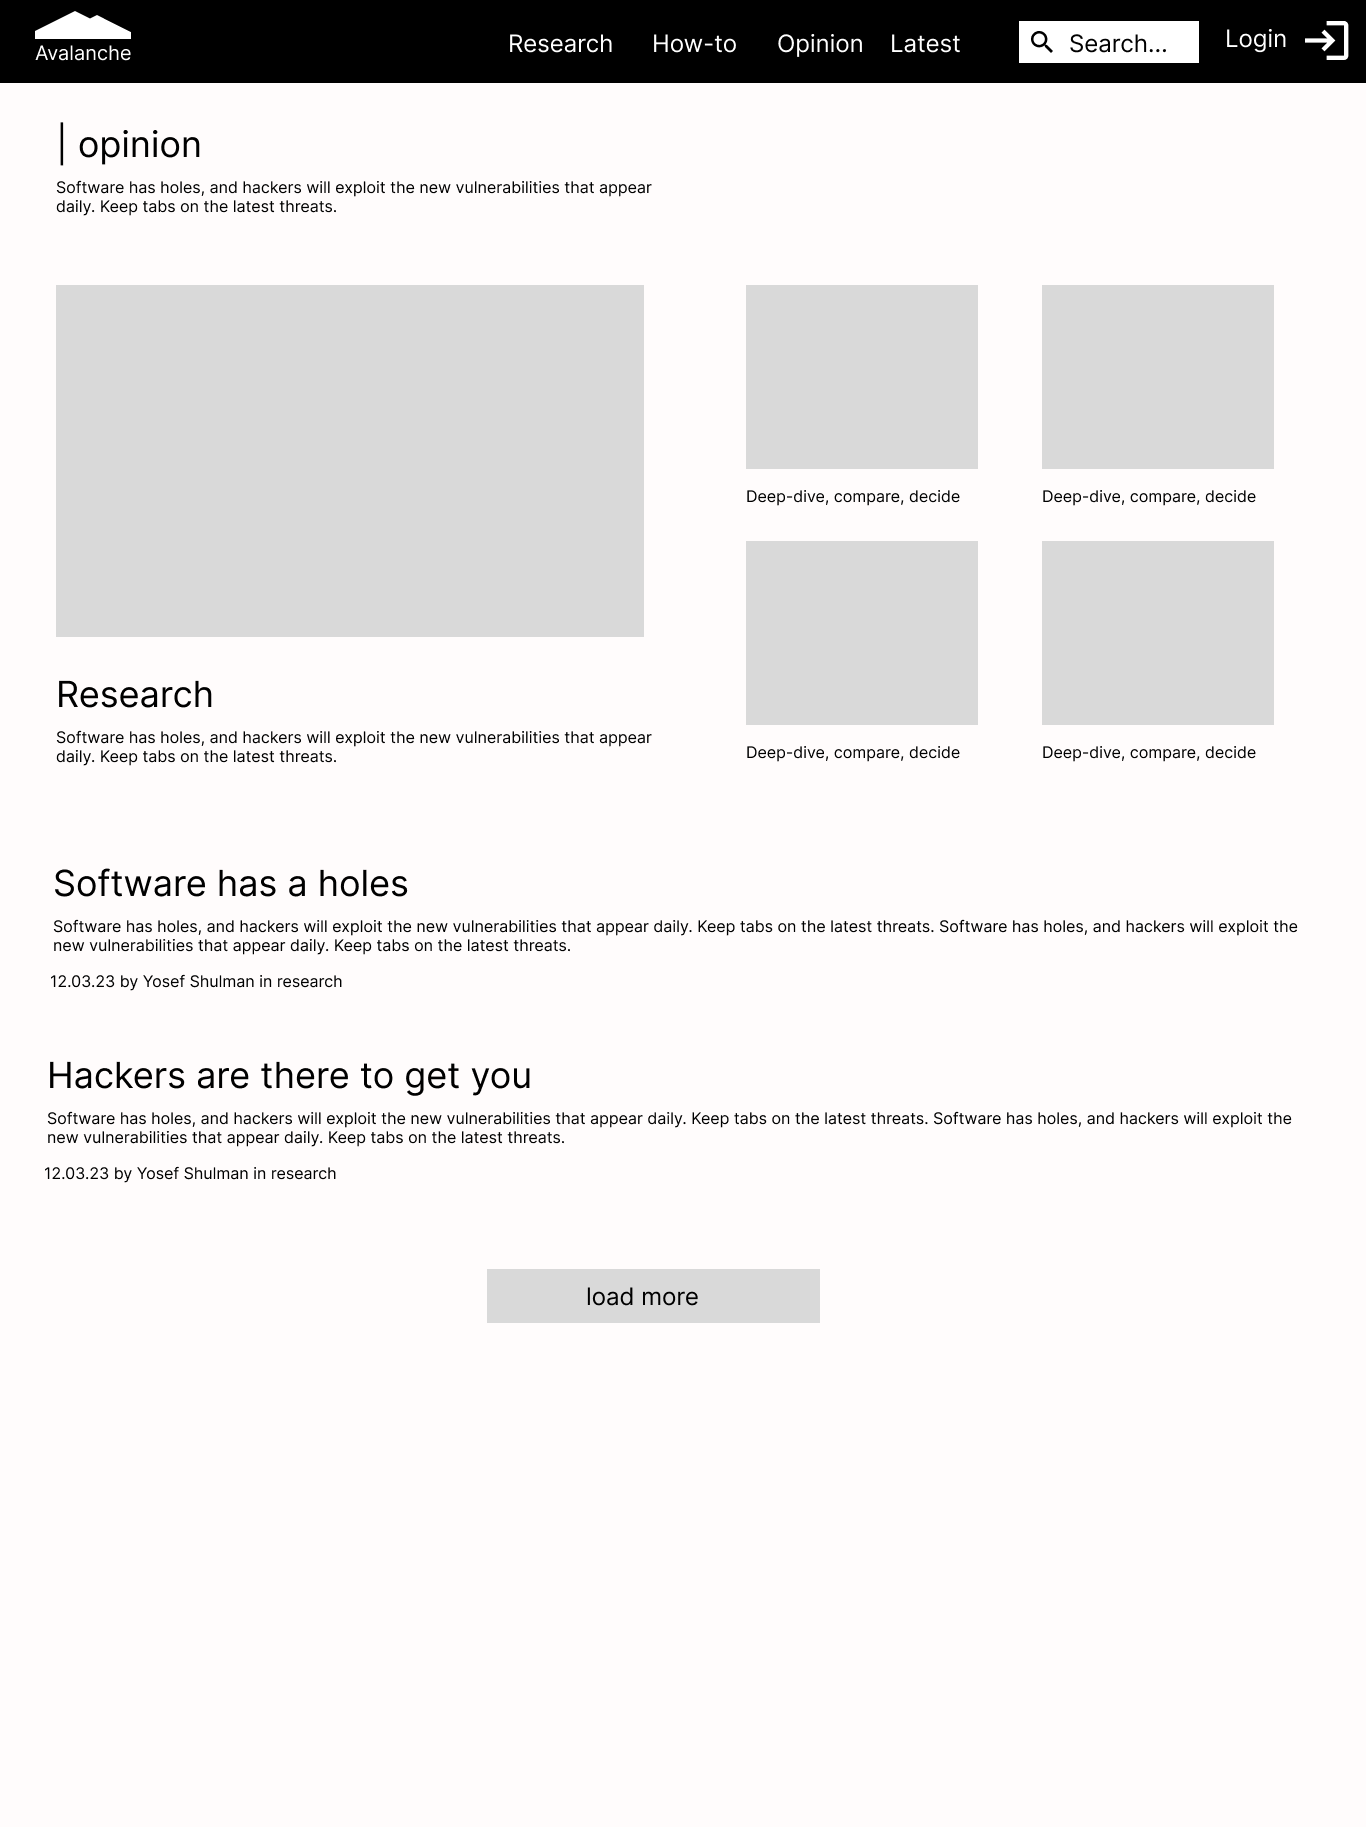 Avalanche
Research How-to Opinion Latest
Search...
Login
| opinion
Software has holes, and hackers will exploit the new vulnerabilities that appear
daily. Keep tabs on the latest threats.
Research
Software has holes, and hackers will exploit the new vulnerabilities that appear
daily. Keep tabs on the latest threats.
Deep-dive, compare, decide
Deep-dive, compare, decide
Deep-dive, compare, decide
Deep-dive, compare, decide
Software has a holes
Software has holes, and hackers will exploit the new vulnerabilities that appear daily. Keep tabs on the latest threats. Software has holes, and hackers will exploit the
new vulnerabilities that appear daily. Keep tabs on the latest threats.
12.03.23 by Yosef Shulman in research
Hackers are there to get you
Software has holes, and hackers will exploit the new vulnerabilities that appear daily. Keep tabs on the latest threats. Software has holes, and hackers will exploit the
new vulnerabilities that appear daily. Keep tabs on the latest threats.
12.03.23 by Yosef Shulman in research
load more